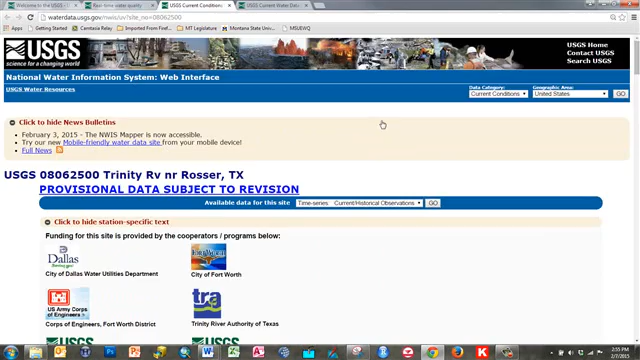 Welcome to the USGS
Real-time water quality
USGS Current Conditions
USGS Current Water Dat
waterdata.usgs.gov/nwis/uv?site_no=08062500
Apps
Getting Started
Camtasia Project
MT Legislature
Montana State Univer
MSUEWQ
USGS
science for a changing world
USGS Home
Contact USGS
Search USGS
National Water Information System: Web Interface
USGS Water Resources
Data Category:
Geographic Area:
Current Conditions
United States
GO
Click to hide News Bulletins
February 3, 2015 - The NWIS Mapper is now accessible.
Try our new Mobile-friendly water data site from your mobile device!
Full News
USGS 08062500 Trinity Rv nr Rosser, TX
PROVISIONAL DATA SUBJECT TO REVISION
Available data for this site
Time-series: Current/Historical Observations
GO
Click to hide station-specific text
Funding for this site is provided by the cooperators / programs below:
Dallas
FORT WORTH
City of Dallas Water Utilities Department
City of Fort Worth
US Army Corps
of Engineers
tra
Corps of Engineers, Fort Worth District
Trinity River Authority of Texas
2:55 PM
2/7/2015